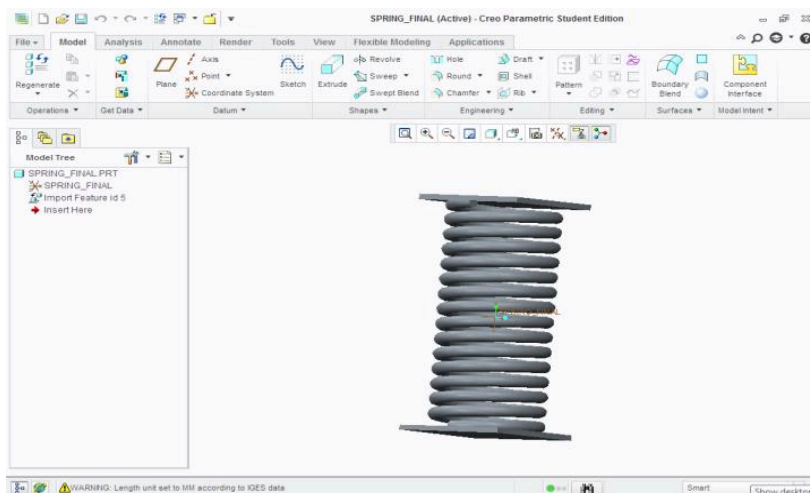 SPRING_FINAL (Active) - Creo Parametric Student Edition
File Model Analysis Annotate Render Tools View Flexible Modeling Applications
Regenerate
Plane
Axis
Point
Coordinate System
Sketch
Extrude
Revolve
Sweep
Swept Blend
Hole
Round
Chamfer
Draft
Shell
Rib
Pattern
Boundary Blend
Component Interface
Operations Get Data Datum Shapes Engineering Editing Surfaces Model Intent
Model Tree
SPRING_FINAL.PRT
SPRING_FINAL
Import Feature id 5
Insert Here
WARNING: Length unit set to MM according to IGES data
Smart
Show desktop